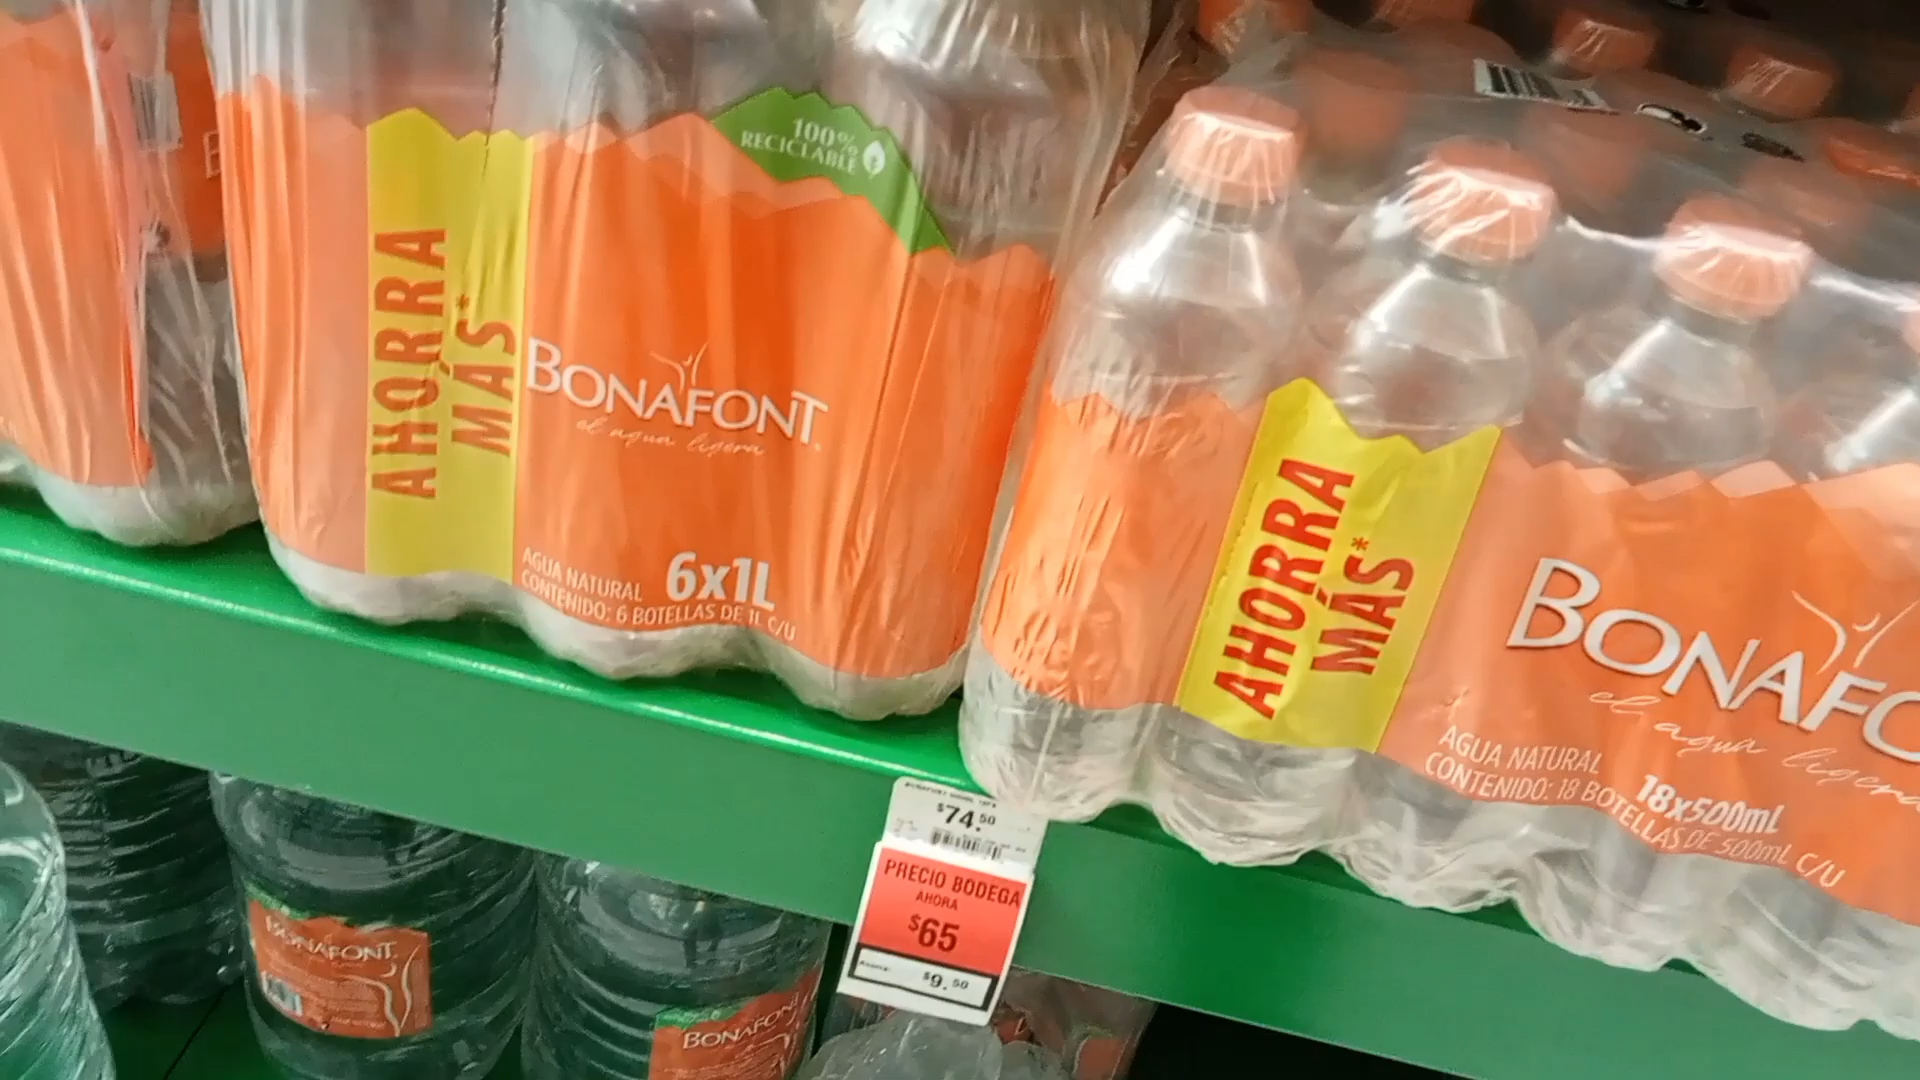 100%
RECICLABLE
AHORRA
MÁS*
BONAFONT
el agua ligera
AGUA NATURAL 6x1L
CONTENIDO: 6 BOTELLAS DE 1L C/U
AHORRA
MÁS*
BONAFO
el agua ligera
AGUA NATURAL 18x500mL
CONTENIDO: 18 BOTELLAS DE 500mL C/U
$74.50
PRECIO BODEGA
AHORA
$65
$9.50
BONAFONT
BONAFONT